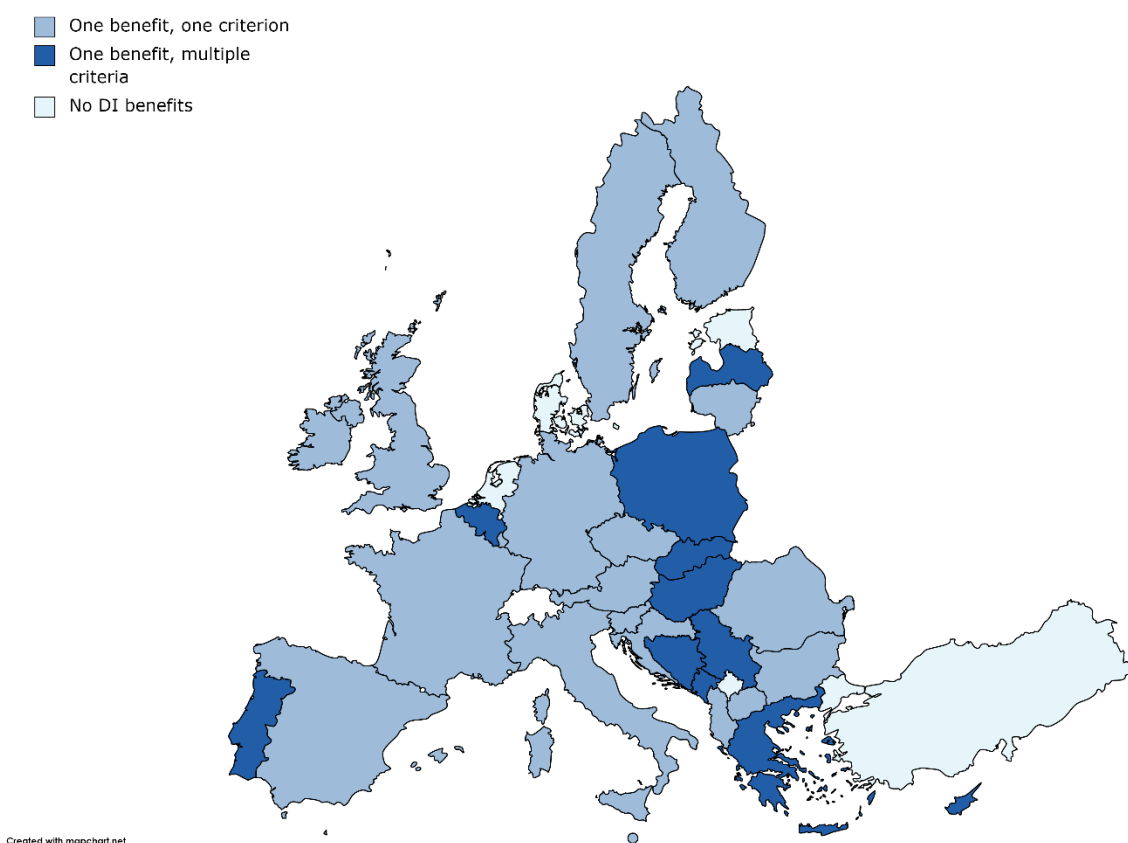 One benefit, one criterion
One benefit, multiple
criteria
No DI benefits
Created with mapchart.net